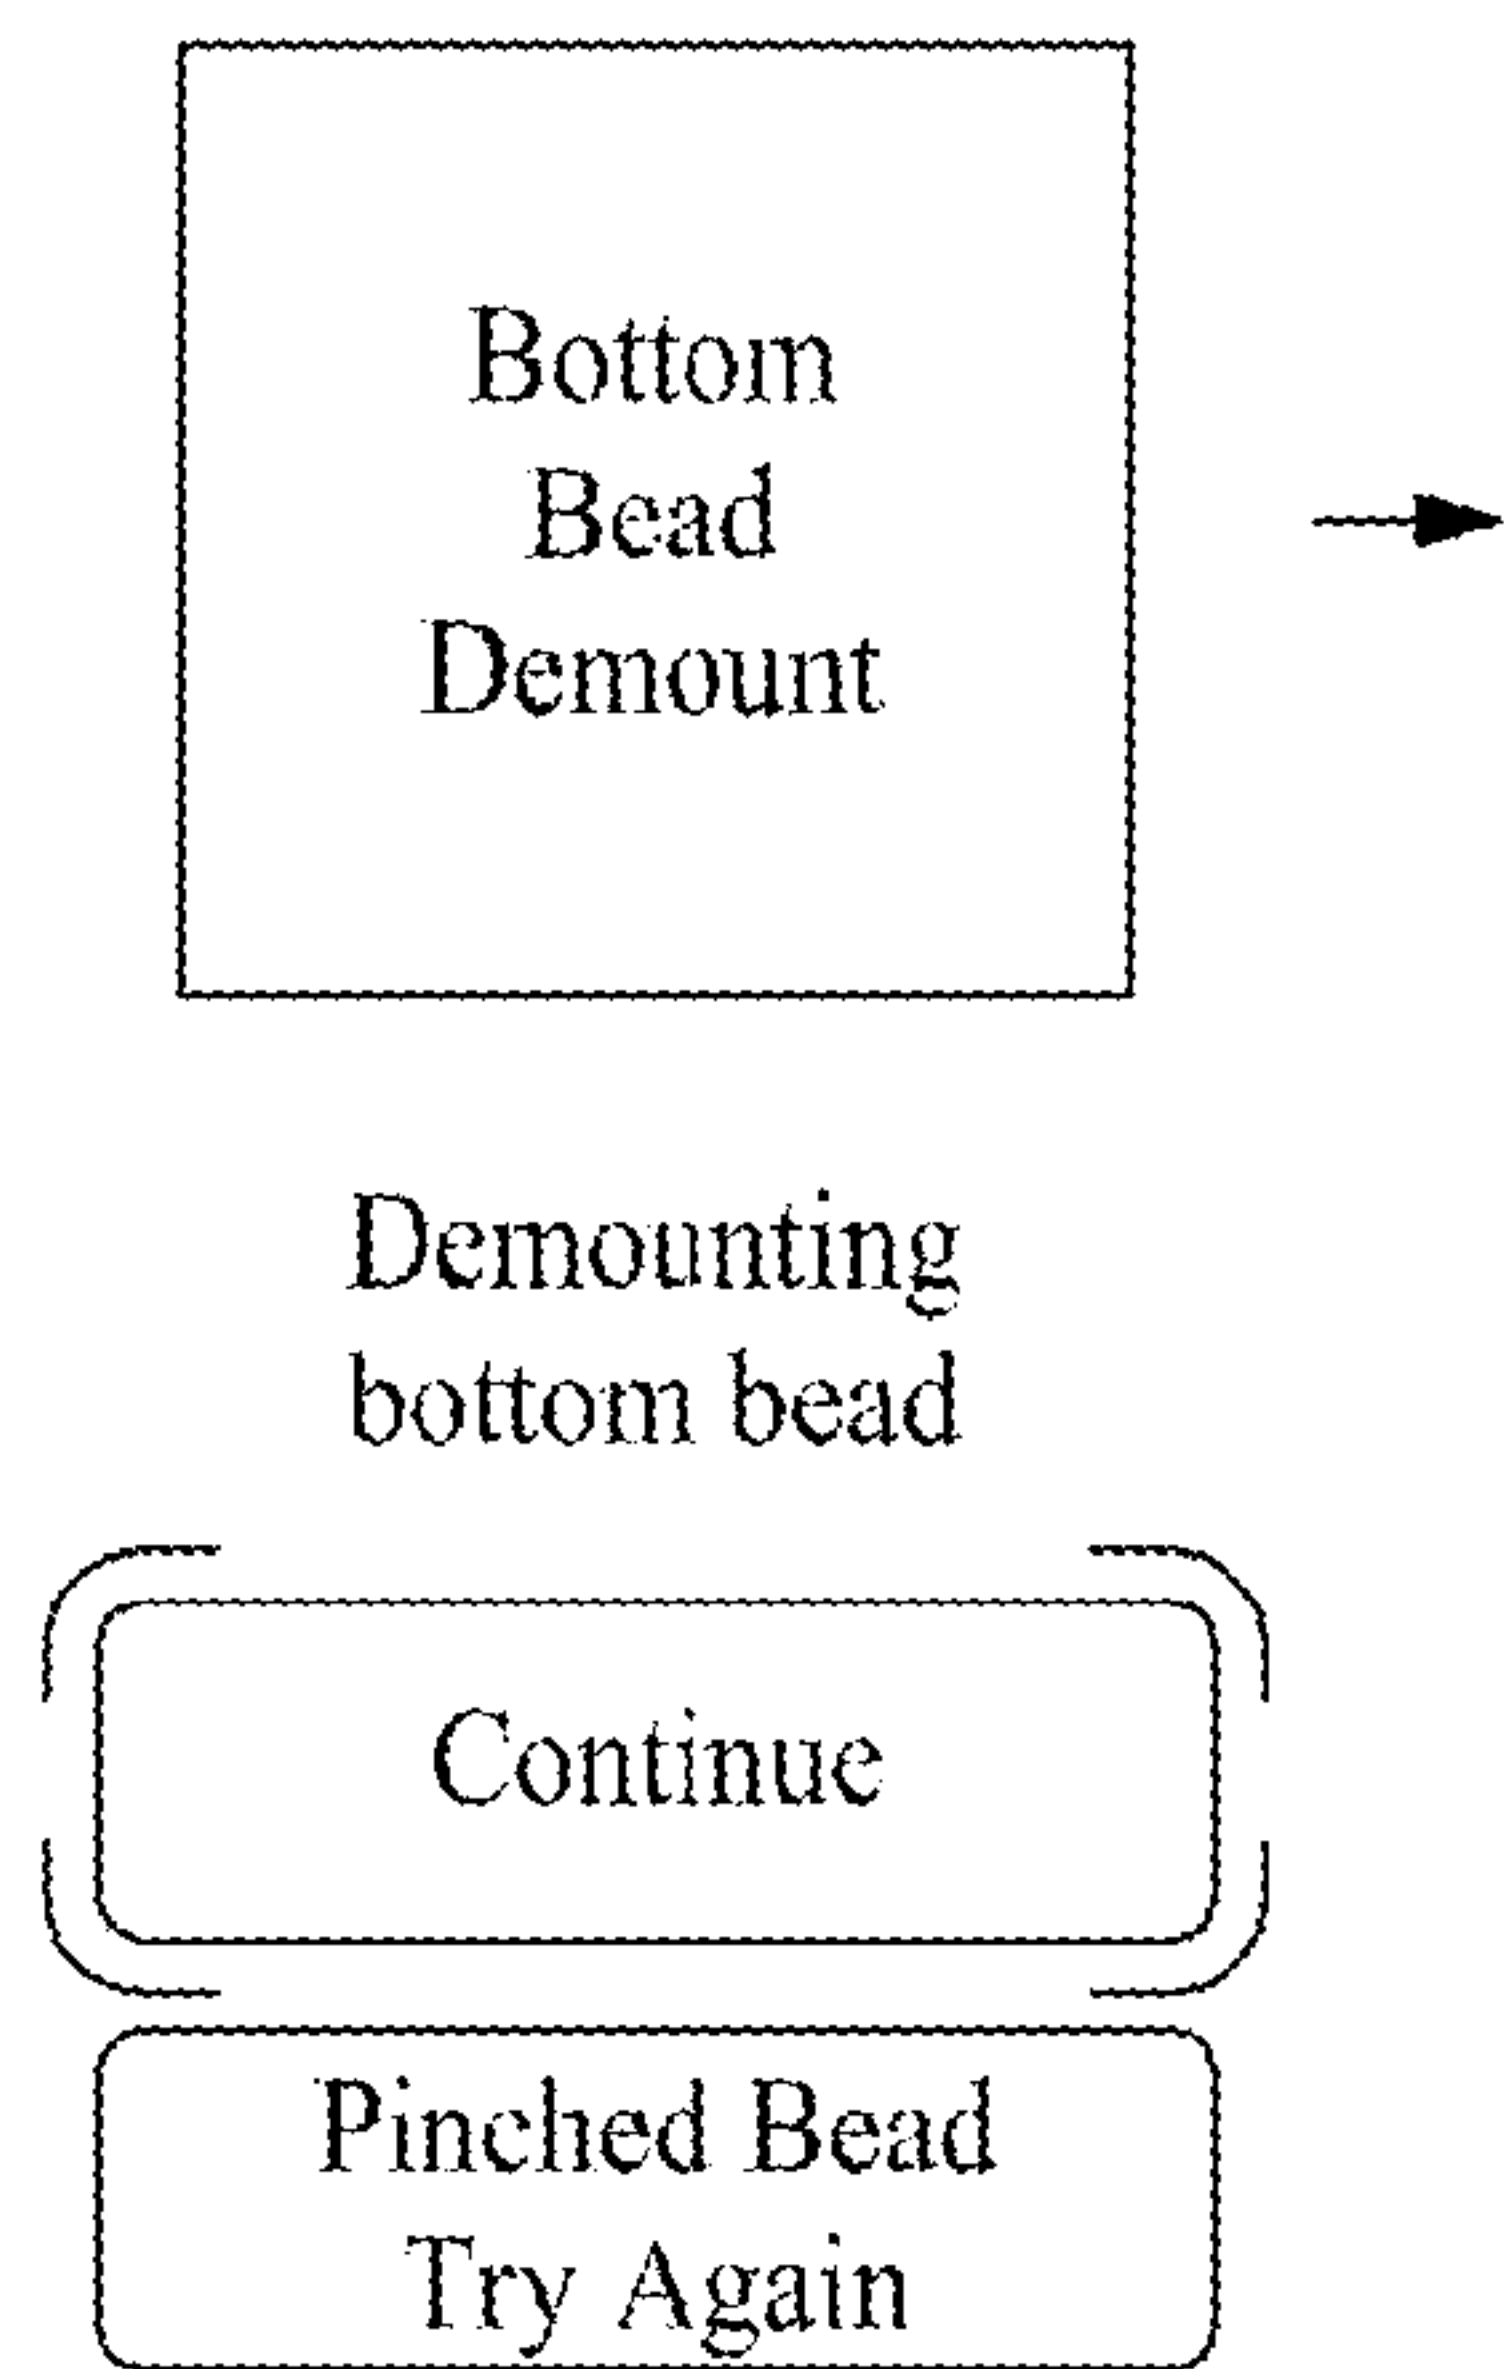 Bottom
Bead
Demount
Demounting
bottom bead
Continue
Pinched Bead
Try Again